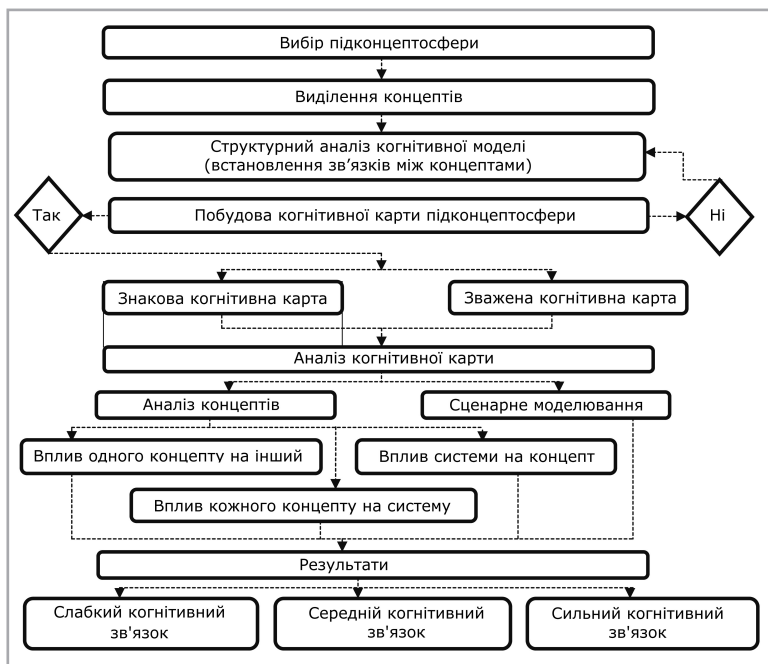 Вибір підконцептосфери
Виділення концептів
Структурний аналіз когнітивної моделі
(встановлення зв’язків між концептами)
Так
Побудова когнітивної карти підконцептосфери
Ні
Знакова когнітивна карта
Зважена когнітивна карта
Аналіз когнітивної карти
Аналіз концептів
Сценарне моделювання
Вплив одного концепту на інший
Вплив системи на концепт
Вплив кожного концепту на систему
Результати
Слабкий когнітивний
зв'язок
Середній когнітивний
зв'язок
Сильний когнітивний
зв'язок